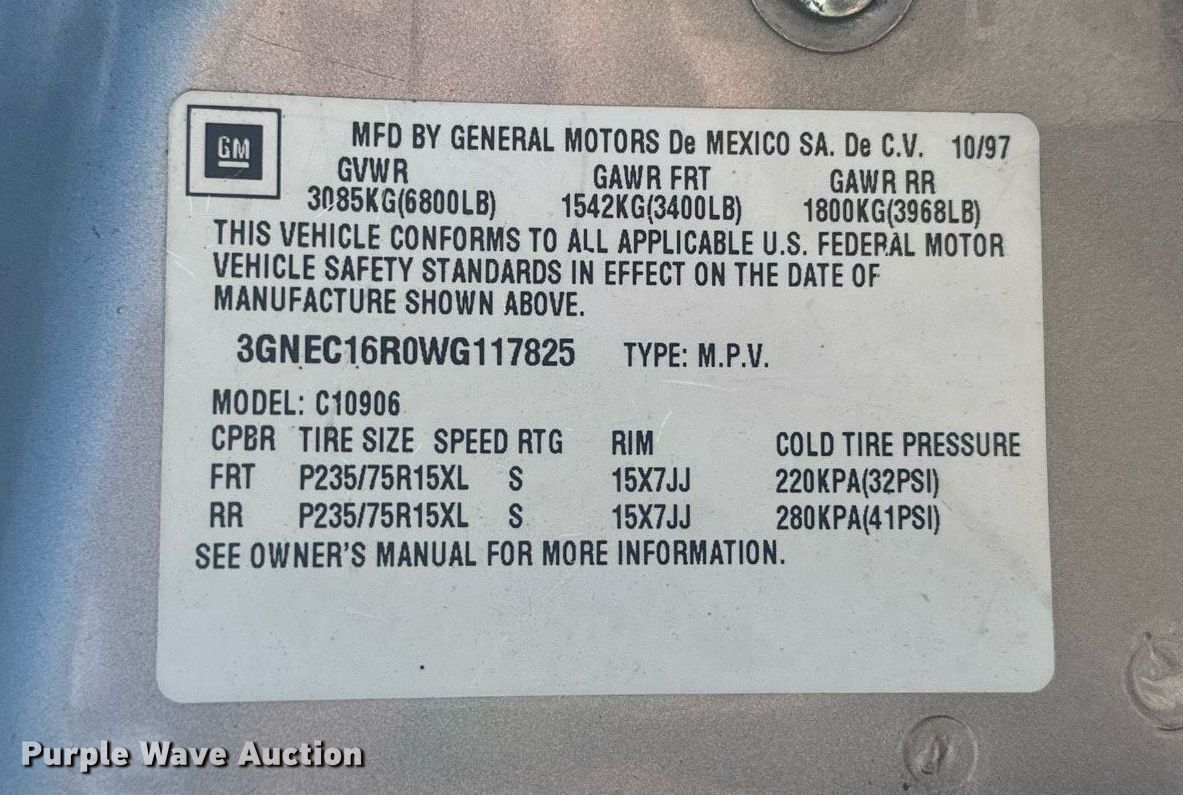 GM
MFD BY GENERAL MOTORS De MEXICO SA. De C.V. 10/97
GVWR GAWR FRT GAWR RR
3085KG(6800LB) 1542KG(3400LB) 1800KG(3968LB)
THIS VEHICLE CONFORMS TO ALL APPLICABLE U.S. FEDERAL MOTOR
VEHICLE SAFETY STANDARDS IN EFFECT ON THE DATE OF
MANUFACTURE SHOWN ABOVE.
3GNEC16R0WG117825 TYPE: M.P.V.
MODEL: C10906
CPBR TIRE SIZE SPEED RTG RIM COLD TIRE PRESSURE
FRT P235/75R15XL S 15X7JJ 220KPA(32PSI)
RR P235/75R15XL S 15X7JJ 280KPA(41PSI)
SEE OWNER'S MANUAL FOR MORE INFORMATION.
Purple Wave Auction